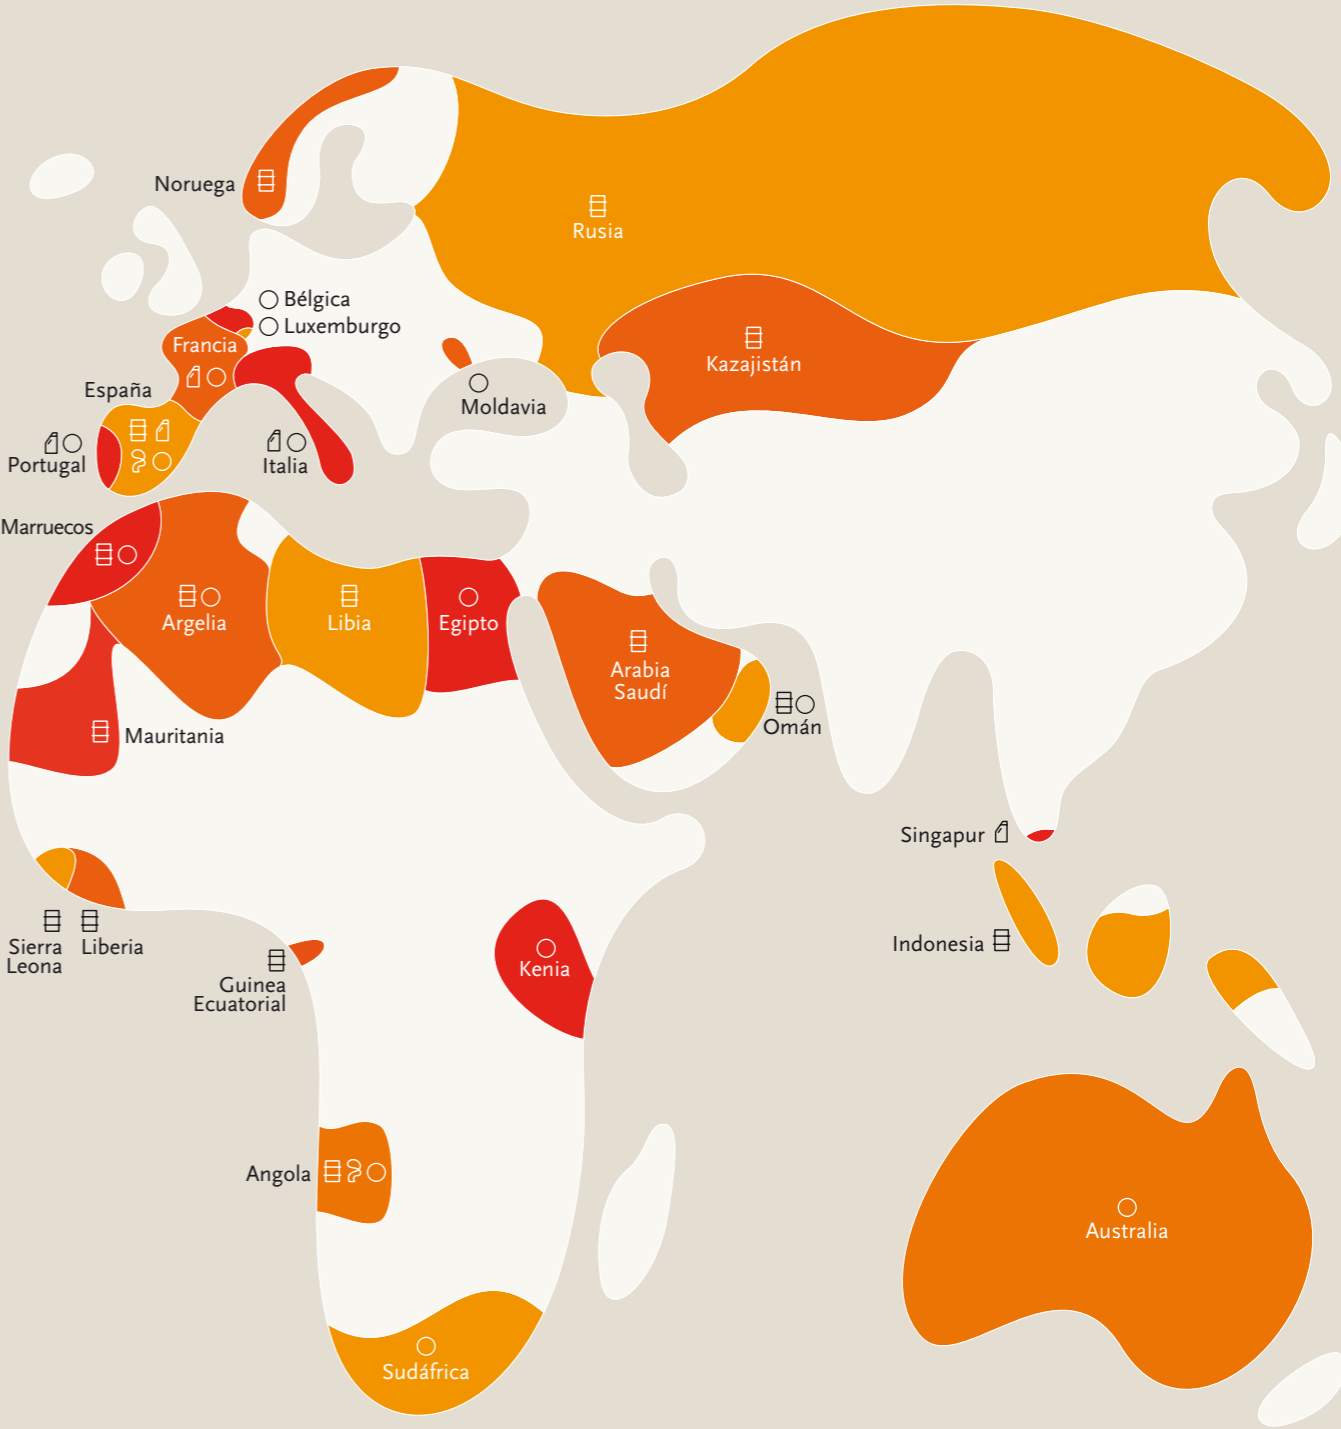 Noruega
Rusia
Bélgica
Luxemburgo
Francia
Kazajistán
España
Moldavia
Portugal
Italia
Marruecos
Argelia
Libia
Egipto
Arabia
Saudí
Omán
Mauritania
Singapur
Sierra
Leona
Liberia
Indonesia
Guinea
Ecuatorial
Kenia
Angola
Australia
Sudáfrica